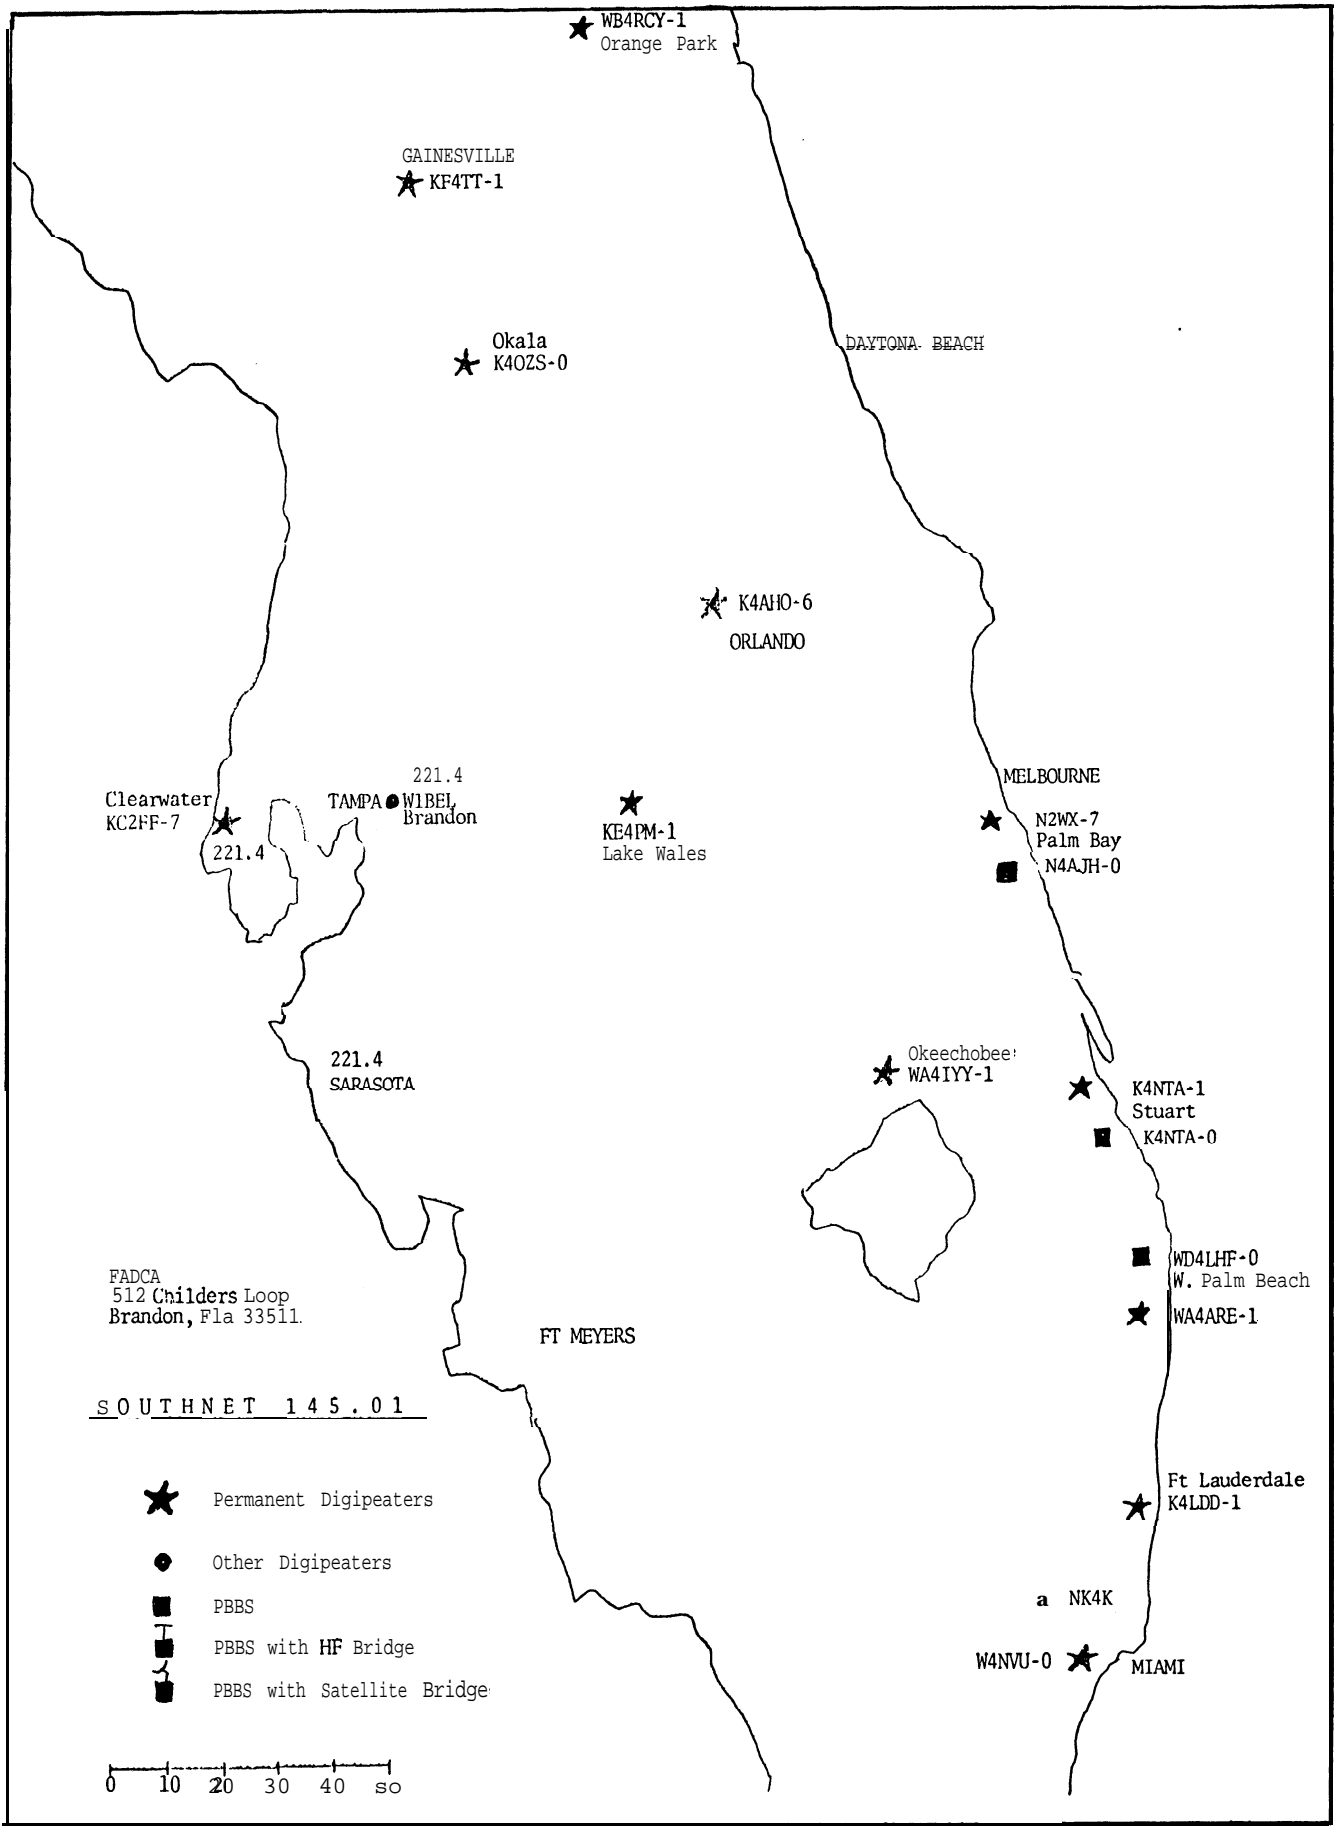 WB4RCY-1
Orange Park
GAINESVILLE
KF4TT-1
Okala
K4OZS-0
DAYTONA BEACH
K4AHO-6
ORLANDO
MELBOURNE
221.4
Clearwater
KC2FF-7
221.4
TAMPA W1BEL
Brandon
KE4PM-1
Lake Wales
N2WX-7
Palm Bay
N4AJH-0
221.4
SARASOTA
Okeechobee
WA4IYY-1
K4NTA-1
Stuart
K4NTA-0
WD4LHF-0
W. Palm Beach
WA4ARE-1
FADCA
512 Childers Loop
Brandon, Fla 33511
FT MEYERS
SOUTHNET 145.01
Ft Lauderdale
K4LDD-1
a NK4K
W4NVU-0
MIAMI
Permanent Digipeaters
Other Digipeaters
PBBS
PBBS with HF Bridge
PBBS with Satellite Bridge
0 10 20 30 40 so